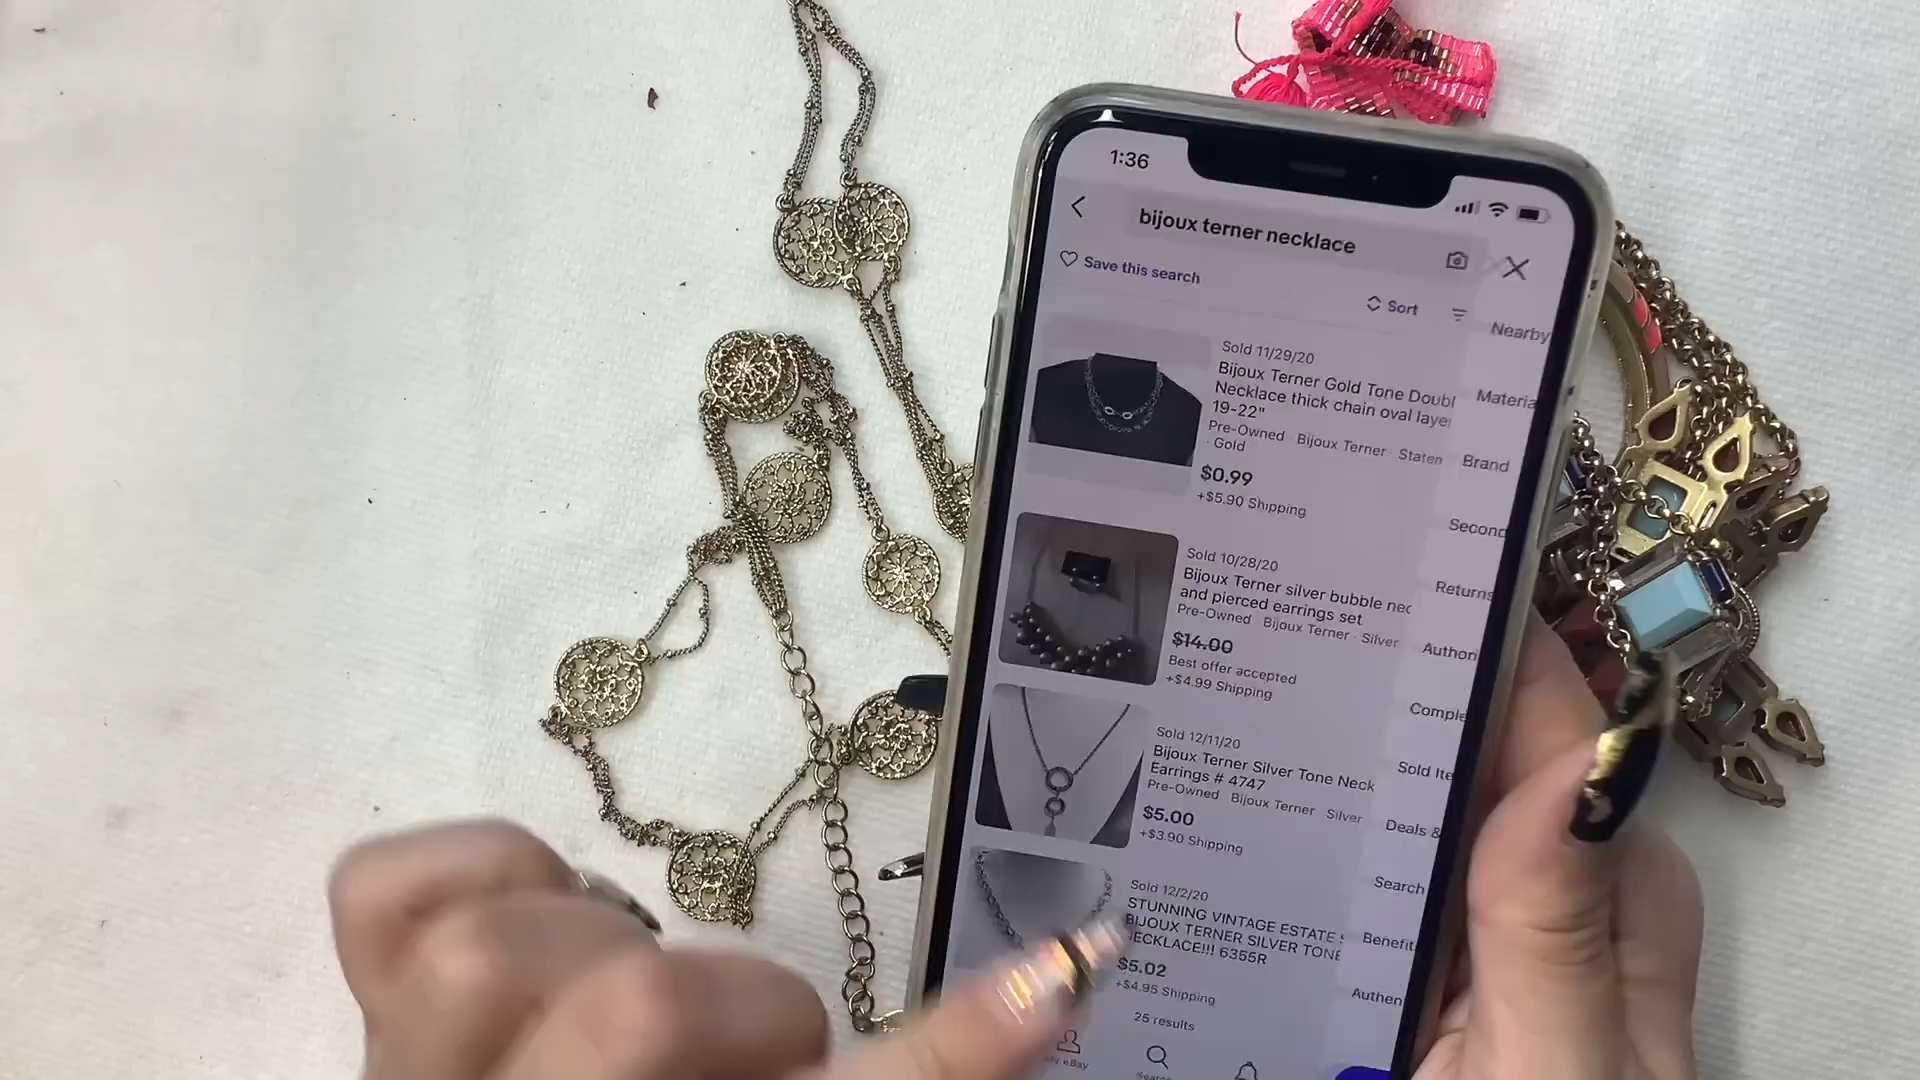 1:36
bijoux terner necklace
Save this search
Sort
Nearby
Sold 11/29/20
Bijoux Terner Gold Tone Doubl
Necklace thick chain oval layer
19-22"
Pre-Owned · Bijoux Terner · Staten
· Gold
$0.99
+$5.90 Shipping
Materia
Brand
Second
Sold 10/28/20
Bijoux Terner silver bubble nec
and pierced earrings set
Pre-Owned · Bijoux Terner · Silver
$14.00
Best offer accepted
+$4.99 Shipping
Returns
Authori
Comple
Sold 12/11/20
Bijoux Terner Silver Tone Neck
Earrings # 4747
Pre-Owned · Bijoux Terner · Silver
$5.00
+$3.90 Shipping
Sold Ite
Deals &
Search
Sold 12/2/20
STUNNING VINTAGE ESTATE S
BIJOUX TERNER SILVER TONE
NECKLACE!!! 6355R
$5.02
+$4.95 Shipping
Benefit
Authen
25 results
My eBay
Search